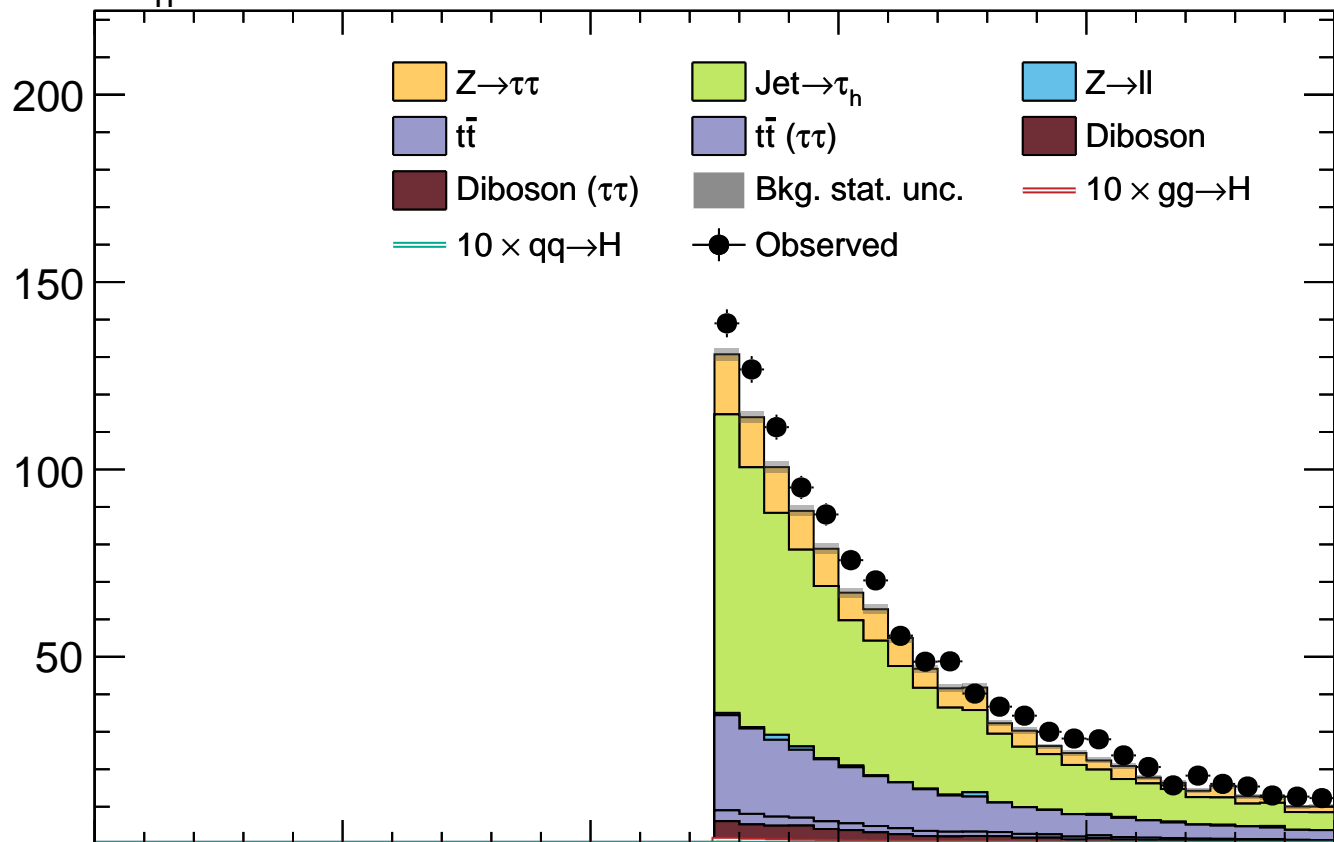 200
150
100
50
Z→ττ Jet→τₕ Z→ll
tt̄ tt̄ (ττ) Diboson
Diboson (ττ) Bkg. stat. unc. 10 × gg→H
10 × qq→H Observed